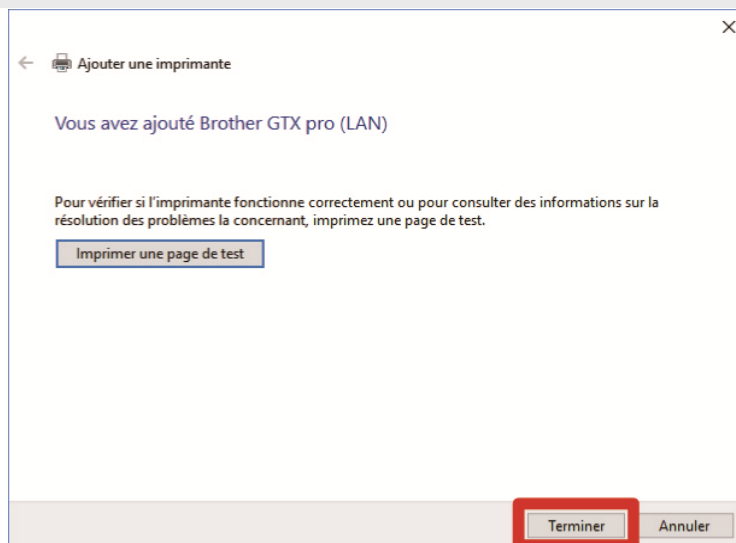 Ajouter une imprimante
Vous avez ajouté Brother GTX pro (LAN)
Pour vérifier si l'imprimante fonctionne correctement ou pour consulter des informations sur la
résolution des problèmes la concernant, imprimez une page de test.
Imprimer une page de test
Terminer
Annuler